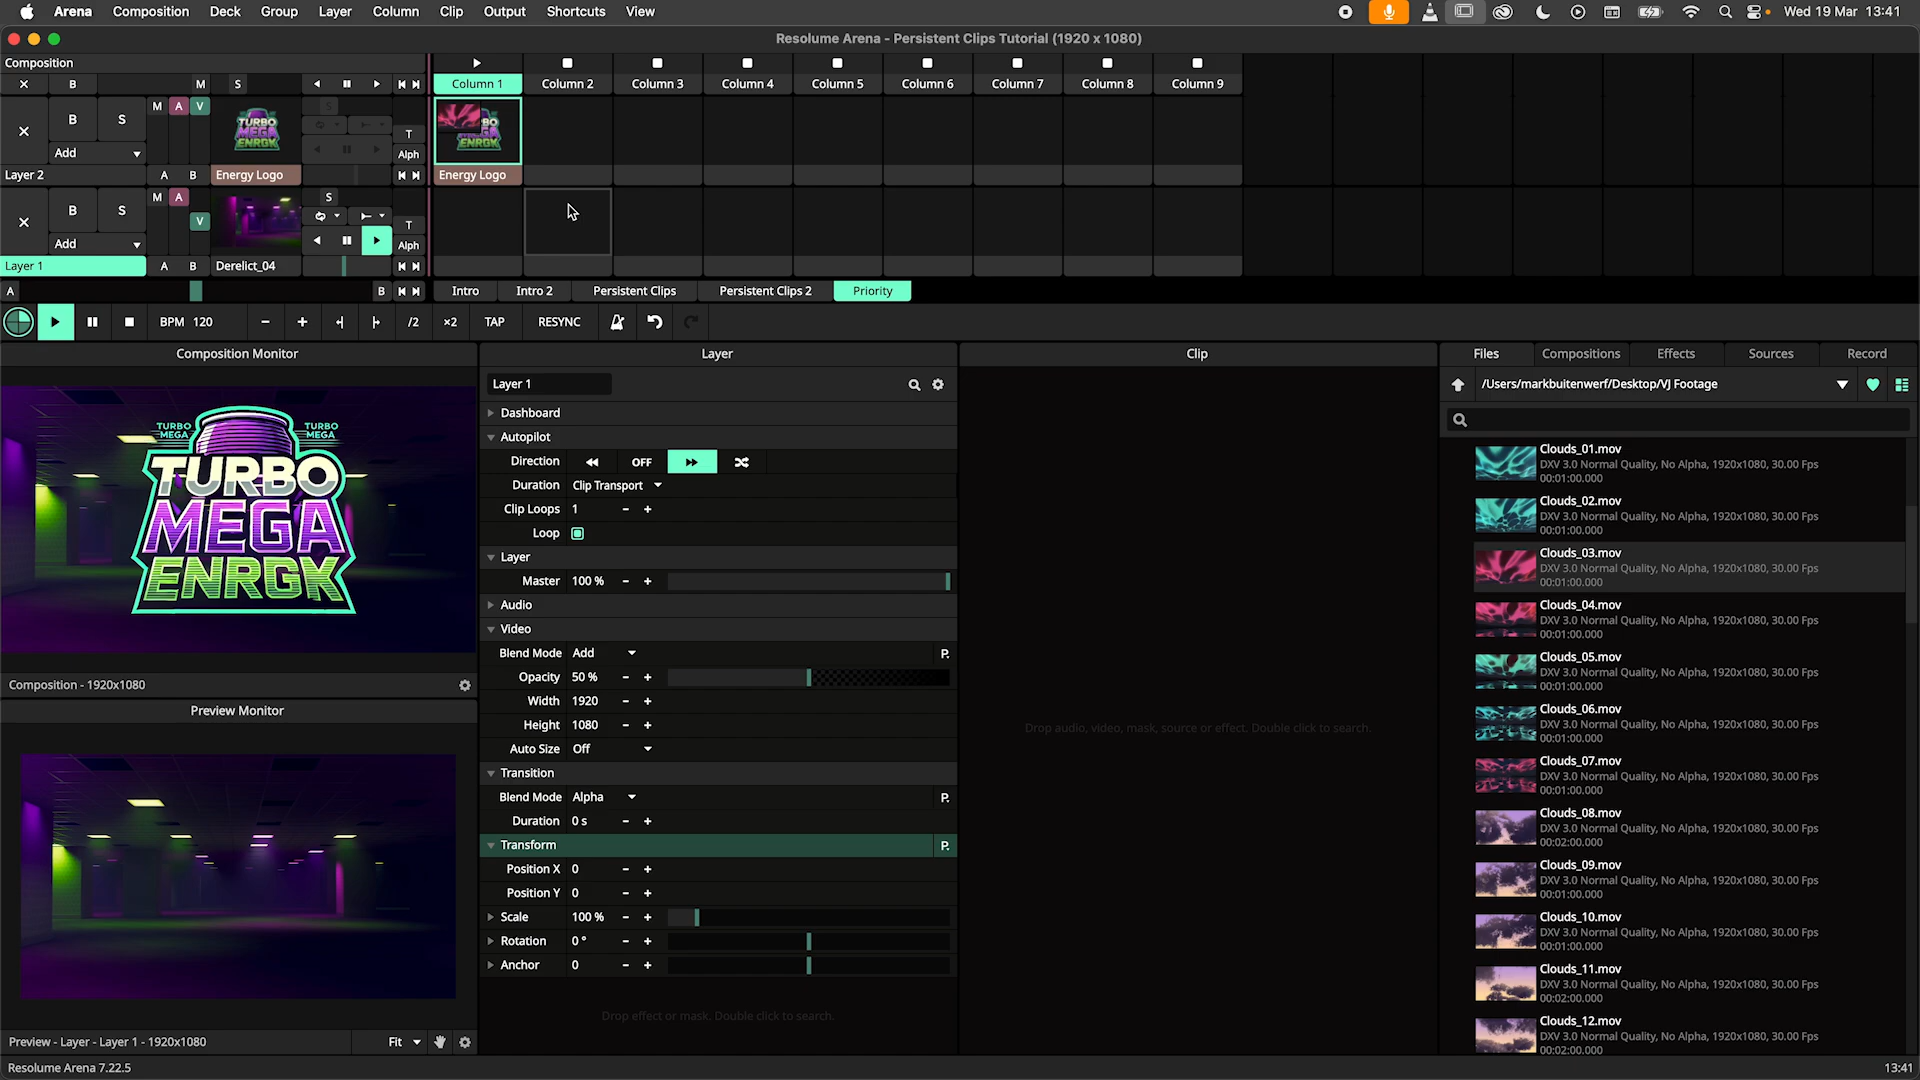 Arena Composition Deck Group Layer Column Clip Output Shortcuts View Wed 19 Mar 13:41
Resolume Arena - Persistent Clips Tutorial (1920 x 1080)
Composition
B M S Column 1 Column 2 Column 3 Column 4 Column 5 Column 6 Column 7 Column 8 Column 9
M A V S
B S
TURBO MEGA ENRGK
T
Add Alph
Layer 2 A B Energy Logo Energy Logo
M A S
B S V
T
Add Alph
Layer 1 A B Derelict_04
A B Intro Intro 2 Persistent Clips Persistent Clips 2 Priority
BPM 120 - + /2 ×2 TAP RESYNC
Composition Monitor Layer Clip Files Compositions Effects Sources Record
Layer 1 /Users/markbuitenwerf/Desktop/VJ Footage
TURBO MEGA TURBO MEGA
TURBO
MEGA
ENRGK
Composition - 1920x1080
Preview Monitor
Preview - Layer - Layer 1 - 1920x1080 Fit
Dashboard
Autopilot
Direction OFF
Duration Clip Transport
Clip Loops 1 - +
Loop
Layer
Master 100 % - +
Audio
Video
Blend Mode Add P.
Opacity 50 % - +
Width 1920 - +
Height 1080 - +
Auto Size Off
Transition
Blend Mode Alpha P.
Duration 0 s - +
Transform P.
Position X 0 - +
Position Y 0 - +
Scale 100 % - +
Rotation 0 ° - +
Anchor 0 - +
Drop effect or mask. Double click to search.
Drop audio, video, mask, source or effect. Double click to search.
Clouds_01.mov
DXV 3.0 Normal Quality, No Alpha, 1920x1080, 30.00 Fps
00:01:00.000
Clouds_02.mov
DXV 3.0 Normal Quality, No Alpha, 1920x1080, 30.00 Fps
00:01:00.000
Clouds_03.mov
DXV 3.0 Normal Quality, No Alpha, 1920x1080, 30.00 Fps
00:01:00.000
Clouds_04.mov
DXV 3.0 Normal Quality, No Alpha, 1920x1080, 30.00 Fps
00:01:00.000
Clouds_05.mov
DXV 3.0 Normal Quality, No Alpha, 1920x1080, 30.00 Fps
00:01:00.000
Clouds_06.mov
DXV 3.0 Normal Quality, No Alpha, 1920x1080, 30.00 Fps
00:01:00.000
Clouds_07.mov
DXV 3.0 Normal Quality, No Alpha, 1920x1080, 30.00 Fps
00:01:00.000
Clouds_08.mov
DXV 3.0 Normal Quality, No Alpha, 1920x1080, 30.00 Fps
00:02:00.000
Clouds_09.mov
DXV 3.0 Normal Quality, No Alpha, 1920x1080, 30.00 Fps
00:01:00.000
Clouds_10.mov
DXV 3.0 Normal Quality, No Alpha, 1920x1080, 30.00 Fps
00:01:00.000
Clouds_11.mov
DXV 3.0 Normal Quality, No Alpha, 1920x1080, 30.00 Fps
00:02:00.000
Clouds_12.mov
DXV 3.0 Normal Quality, No Alpha, 1920x1080, 30.00 Fps
00:02:00.000
Resolume Arena 7.22.5 13:41